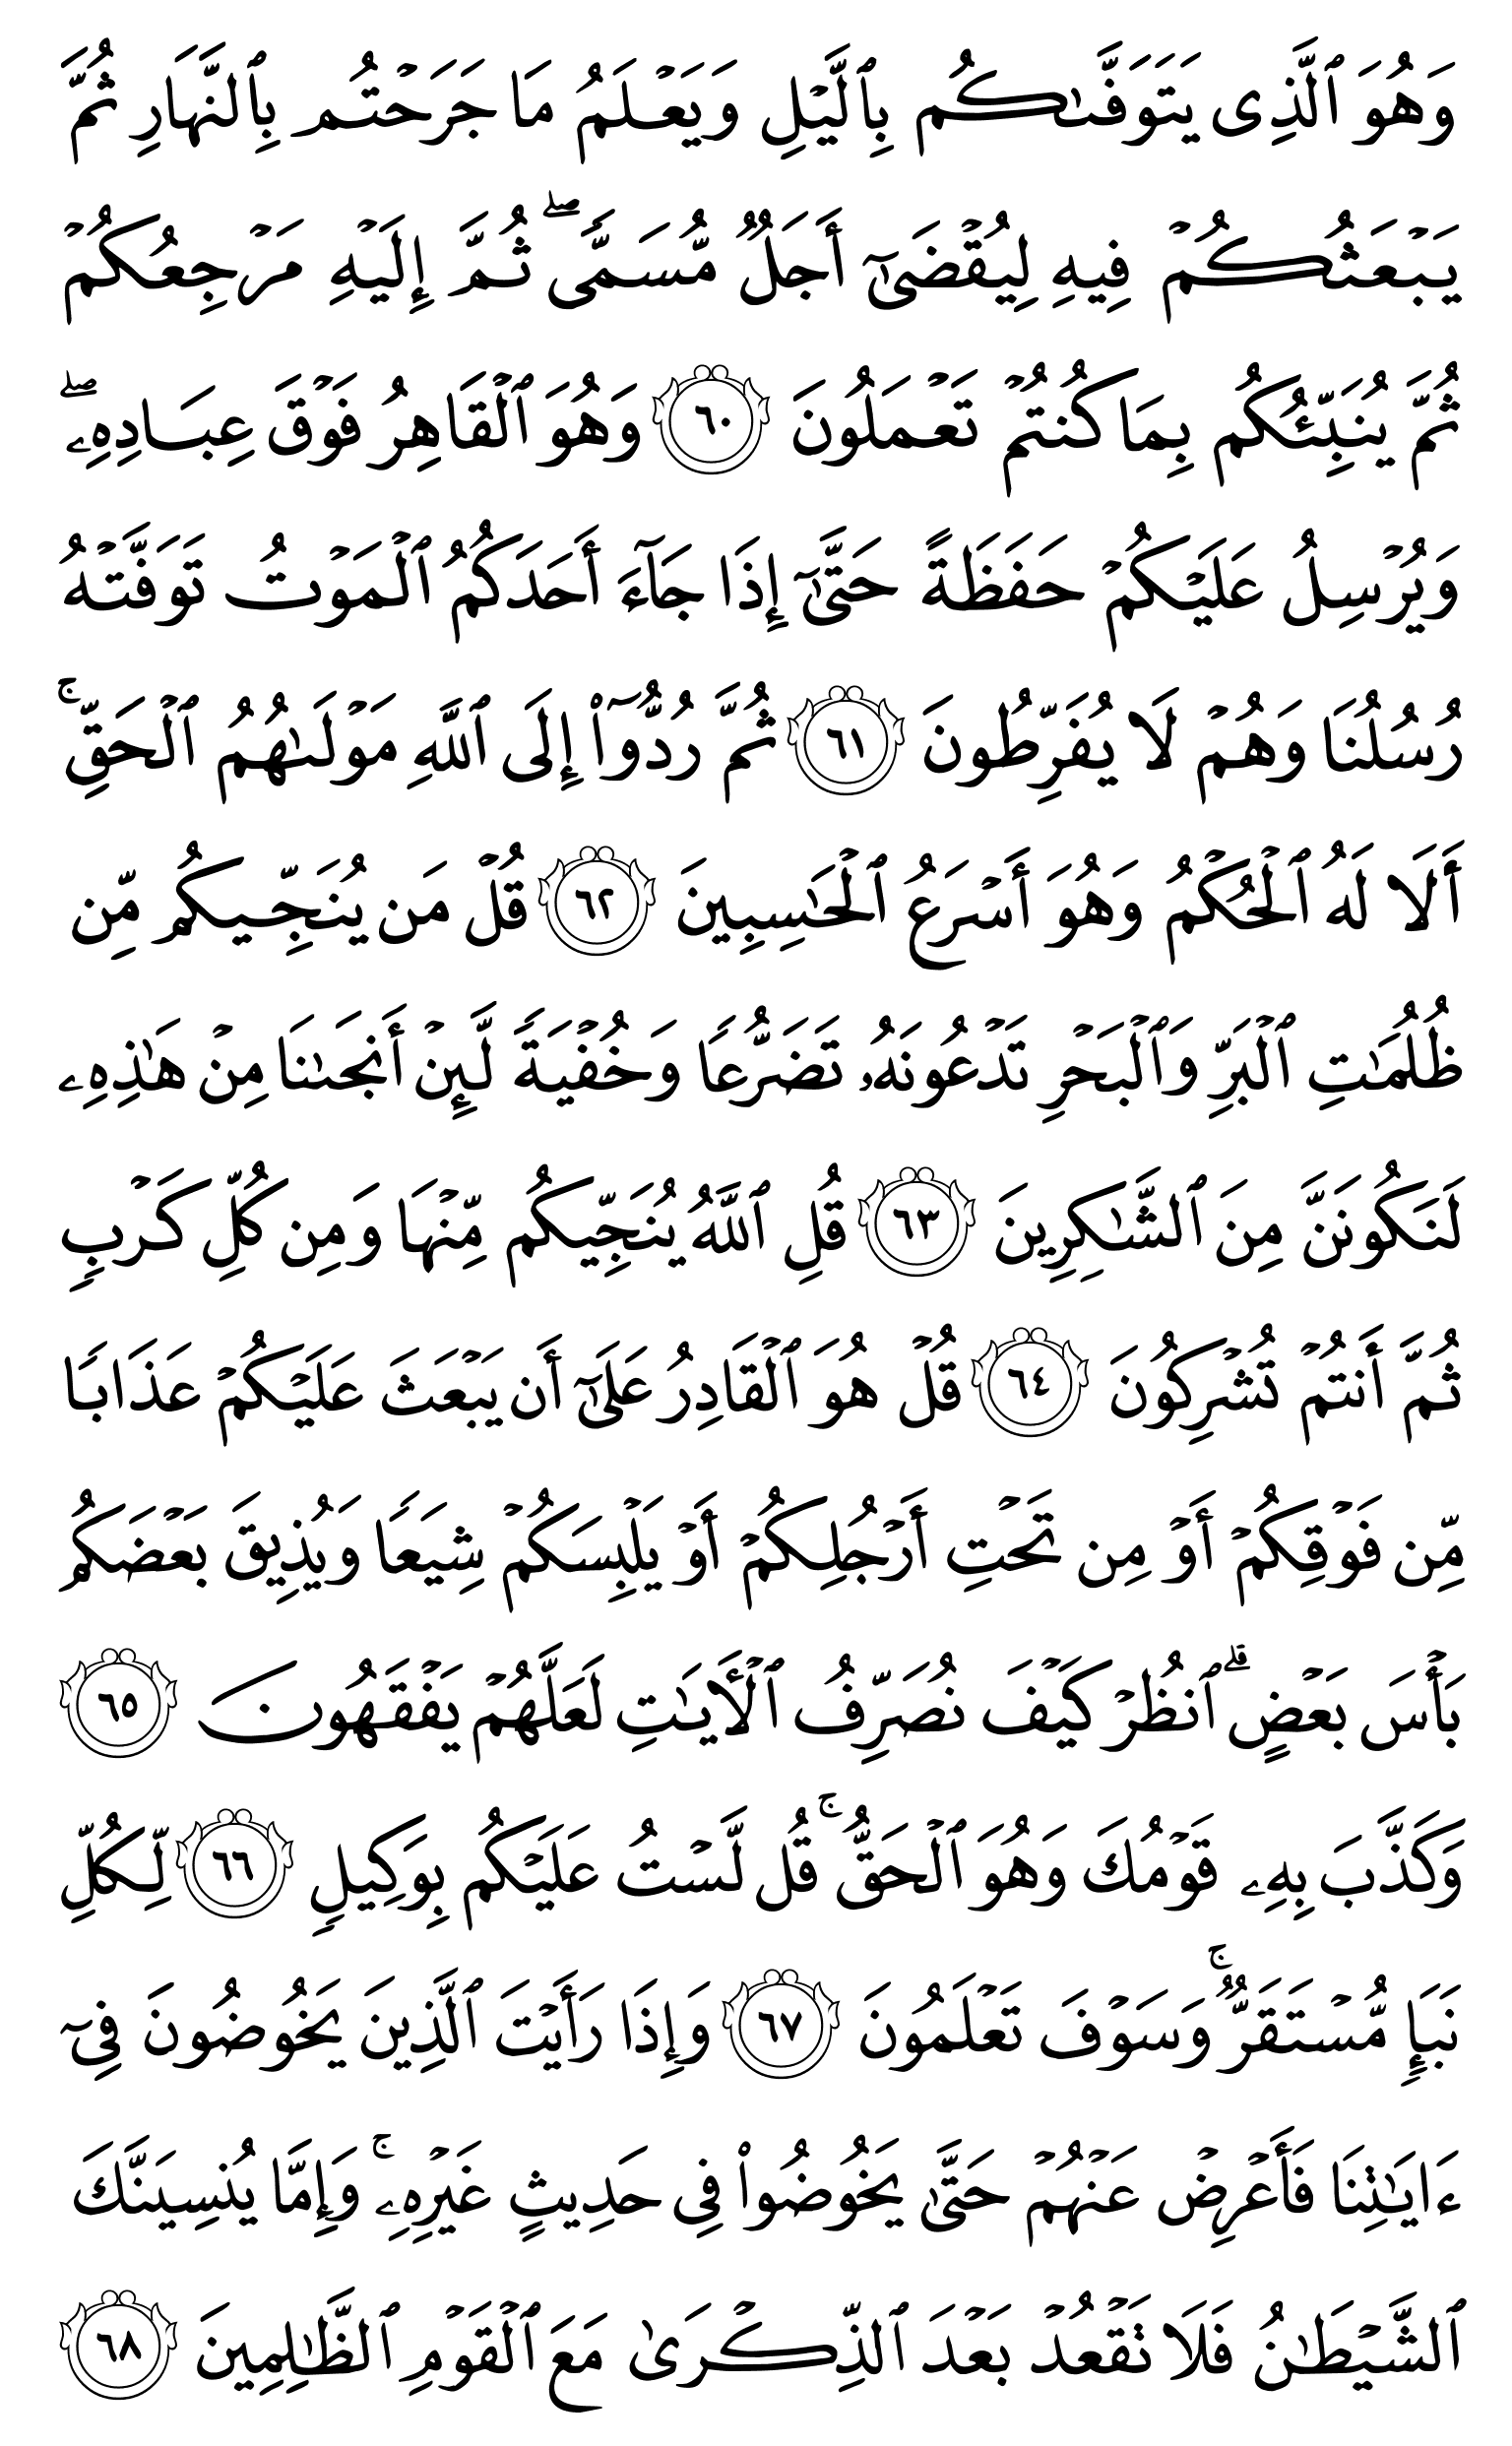 وَهُوَ ٱلَّذِى يَتَوَفَّىٰكُم بِٱلَّيْلِ وَيَعْلَمُ مَا جَرَحْتُم بِٱلنَّهَارِ ثُمَّ
يَبْعَثُكُمْ فِيهِ لِيُقْضَىٰٓ أَجَلٌ مُّسَمًّى ۖ ثُمَّ إِلَيْهِ مَرْجِعُكُمْ
ثُمَّ يُنَبِّئُكُم بِمَا كُنتُمْ تَعْمَلُونَ ٦٠ وَهُوَ ٱلْقَاهِرُ فَوْقَ عِبَادِهِۦ ۖ
وَيُرْسِلُ عَلَيْكُمْ حَفَظَةً حَتَّىٰٓ إِذَا جَآءَ أَحَدَكُمُ ٱلْمَوْتُ تَوَفَّتْهُ
رُسُلُنَا وَهُمْ لَا يُفَرِّطُونَ ٦١ ثُمَّ رُدُّوٓا۟ إِلَى ٱللَّهِ مَوْلَىٰهُمُ ٱلْحَقِّ ۚ
أَلَا لَهُ ٱلْحُكْمُ وَهُوَ أَسْرَعُ ٱلْحَـٰسِبِينَ ٦٢ قُلْ مَن يُنَجِّيكُم مِّن
ظُلُمَـٰتِ ٱلْبَرِّ وَٱلْبَحْرِ تَدْعُونَهُۥ تَضَرُّعًا وَخُفْيَةً لَّئِنْ أَنجَىٰنَا مِنْ هَـٰذِهِۦ
لَنَكُونَنَّ مِنَ ٱلشَّـٰكِرِينَ ٦٣ قُلِ ٱللَّهُ يُنَجِّيكُم مِّنْهَا وَمِن كُلِّ كَرْبٍ
ثُمَّ أَنتُمْ تُشْرِكُونَ ٦٤ قُلْ هُوَ ٱلْقَادِرُ عَلَىٰٓ أَن يَبْعَثَ عَلَيْكُمْ عَذَابًا
مِّن فَوْقِكُمْ أَوْ مِن تَحْتِ أَرْجُلِكُمْ أَوْ يَلْبِسَكُمْ شِيَعًا وَيُذِيقَ بَعْضَكُم
بَأْسَ بَعْضٍ ۗ ٱنظُرْ كَيْفَ نُصَرِّفُ ٱلْـَٔايَـٰتِ لَعَلَّهُمْ يَفْقَهُونَ ٦٥
وَكَذَّبَ بِهِۦ قَوْمُكَ وَهُوَ ٱلْحَقُّ ۚ قُل لَّسْتُ عَلَيْكُم بِوَكِيلٍ ٦٦ لِّكُلِّ
نَبَإٍ مُّسْتَقَرٌّ ۚ وَسَوْفَ تَعْلَمُونَ ٦٧ وَإِذَا رَأَيْتَ ٱلَّذِينَ يَخُوضُونَ فِىٓ
ءَايَـٰتِنَا فَأَعْرِضْ عَنْهُمْ حَتَّىٰ يَخُوضُوا۟ فِى حَدِيثٍ غَيْرِهِۦ ۚ وَإِمَّا يُنسِيَنَّكَ
ٱلشَّيْطَـٰنُ فَلَا تَقْعُدْ بَعْدَ ٱلذِّكْرَىٰ مَعَ ٱلْقَوْمِ ٱلظَّـٰلِمِينَ ٦٨